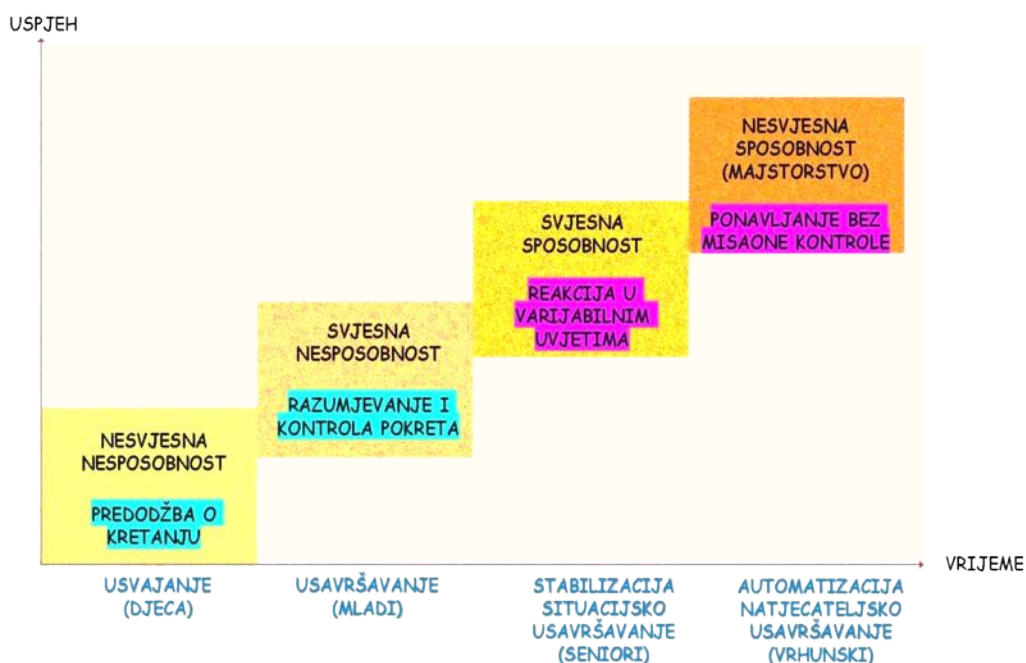 USPJEH
NESVJESNA
SPOSOBNOST
(MAJSTORSTVO)
PONAVLJANJE BEZ
MISAONE KONTROLE
SVJESNA
SPOSOBNOST
REAKCIJA U
VARIJABILNIM
UVJETIMA
SVJESNA
NESPOSOBNOST
RAZUMJEVANJE I
KONTROLA POKRETA
NESVJESNA
NESPOSOBNOST
PREDODŽBA O
KRETANJU
VRIJEME
USVAJANJE
(DJECA)
USAVRŠAVANJE
(MLADI)
STABILIZACIJA
SITUACIJSKO
USAVRŠAVANJE
(SENIORI)
AUTOMATIZACIJA
NATJECATELJSKO
USAVRŠAVANJE
(VRHUNSKI)